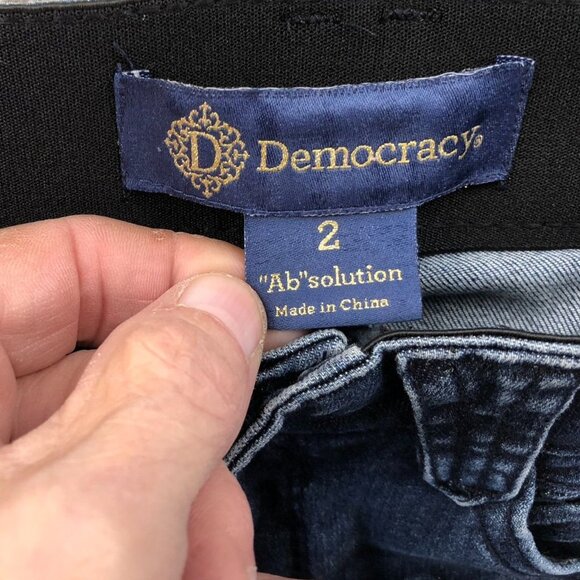 D Democracy®
2
"Ab"solution
Made in China